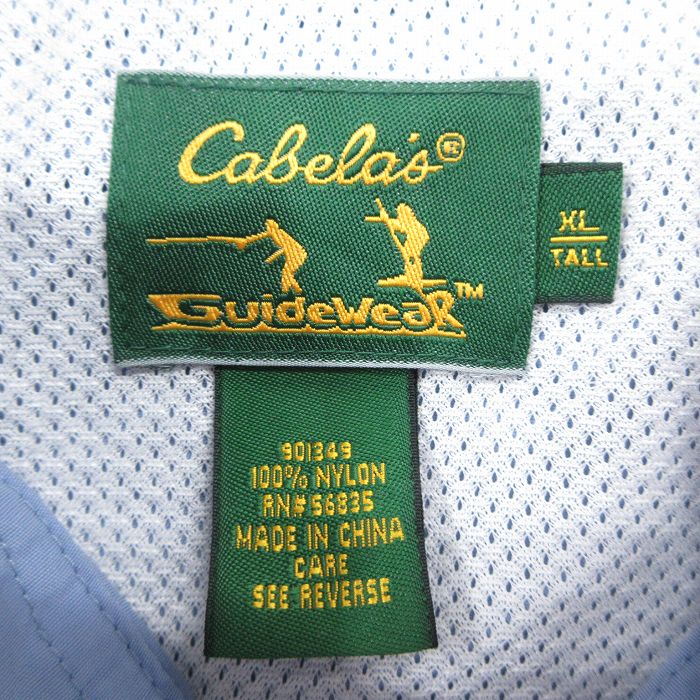 Cabela's®
GuideWear™
XL
TALL
901349
100% NYLON
RN# 56835
MADE IN CHINA
CARE
SEE REVERSE